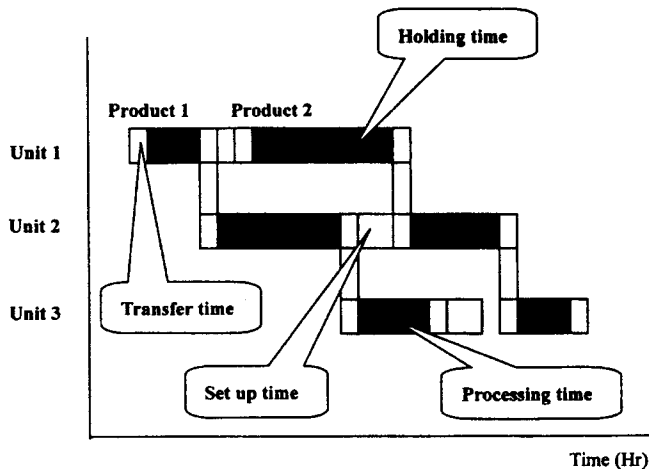 Holding time
Product 1
Product 2
Unit 1
Unit 2
Transfer time
Unit 3
Set up time
Processing time
Time (Hr)